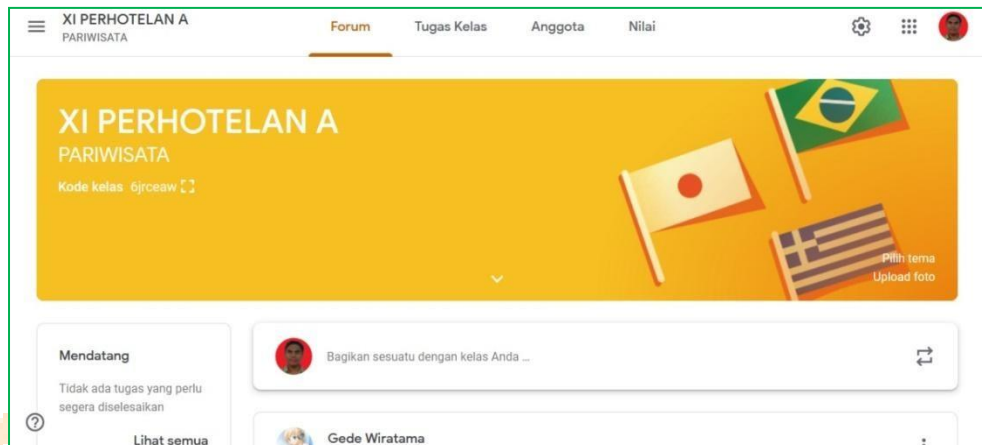 XI PERHOTELAN A
PARIWISATA
Forum
Tugas Kelas
Anggota
Nilai
XI PERHOTELAN A
PARIWISATA
Kode kelas 6jrceaw
Pilih tema
Upload foto
Mendatang
Tidak ada tugas yang perlu
segera diselesaikan
Lihat semua
Bagikan sesuatu dengan kelas Anda ...
Gede Wiratama